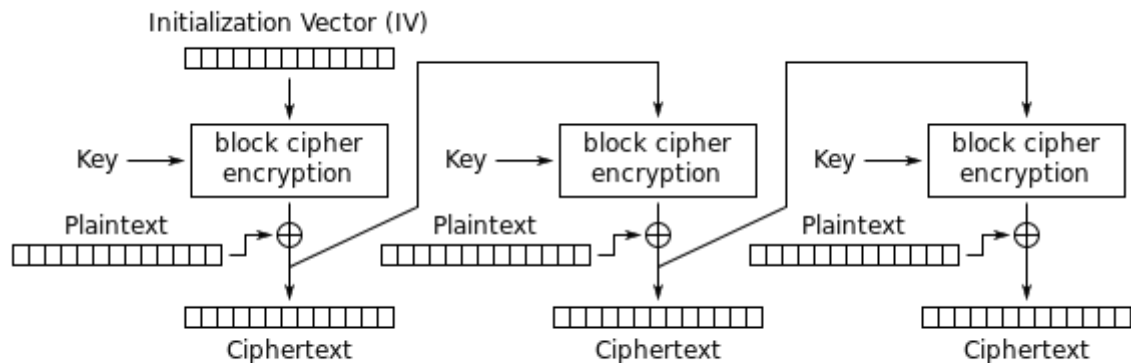 Initialization Vector (IV)
Key
block cipher
encryption
Key
block cipher
encryption
Key
block cipher
encryption
Plaintext
Plaintext
Plaintext
Ciphertext
Ciphertext
Ciphertext